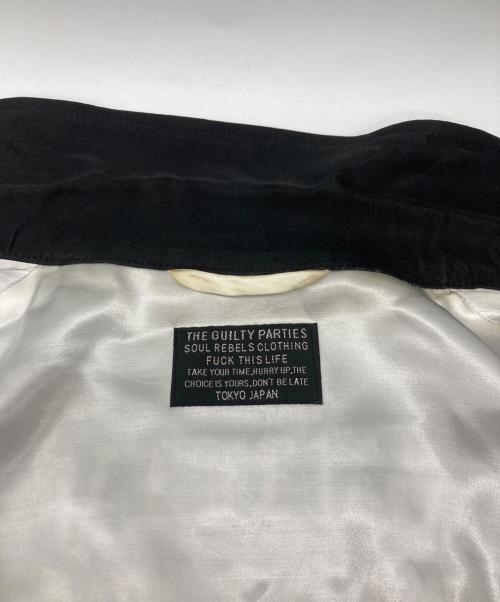 THE GUILTY PARTIES
SOUL REBELS CLOTHING
FUCK THIS LIFE
TAKE YOUR TIME,HURRY UP,THE
CHOICE IS YOURS,DON'T BE LATE
TOKYO JAPAN